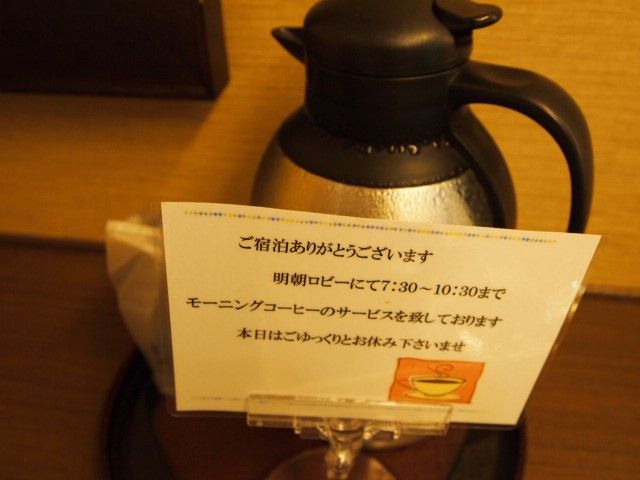 ご宿泊ありがとうございます
明朝ロビーにて7:30～10:30まで
モーニングコーヒーのサービスを致しております
本日はごゆっくりとお休み下さいませ